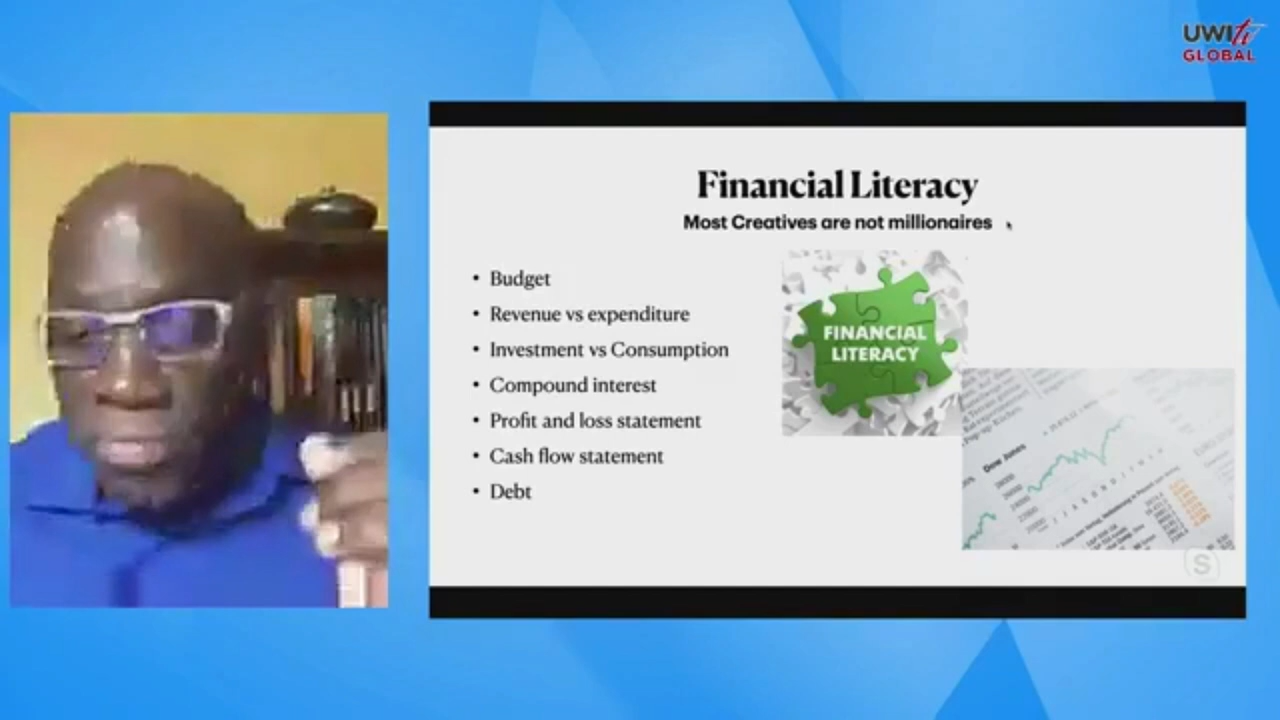 UWItv
GLOBAL
Financial Literacy
Most Creatives are not millionaires
• Budget
• Revenue vs expenditure
• Investment vs Consumption
• Compound interest
• Profit and loss statement
• Cash flow statement
• Debt
FINANCIAL
LITERACY
Dow Jones
S